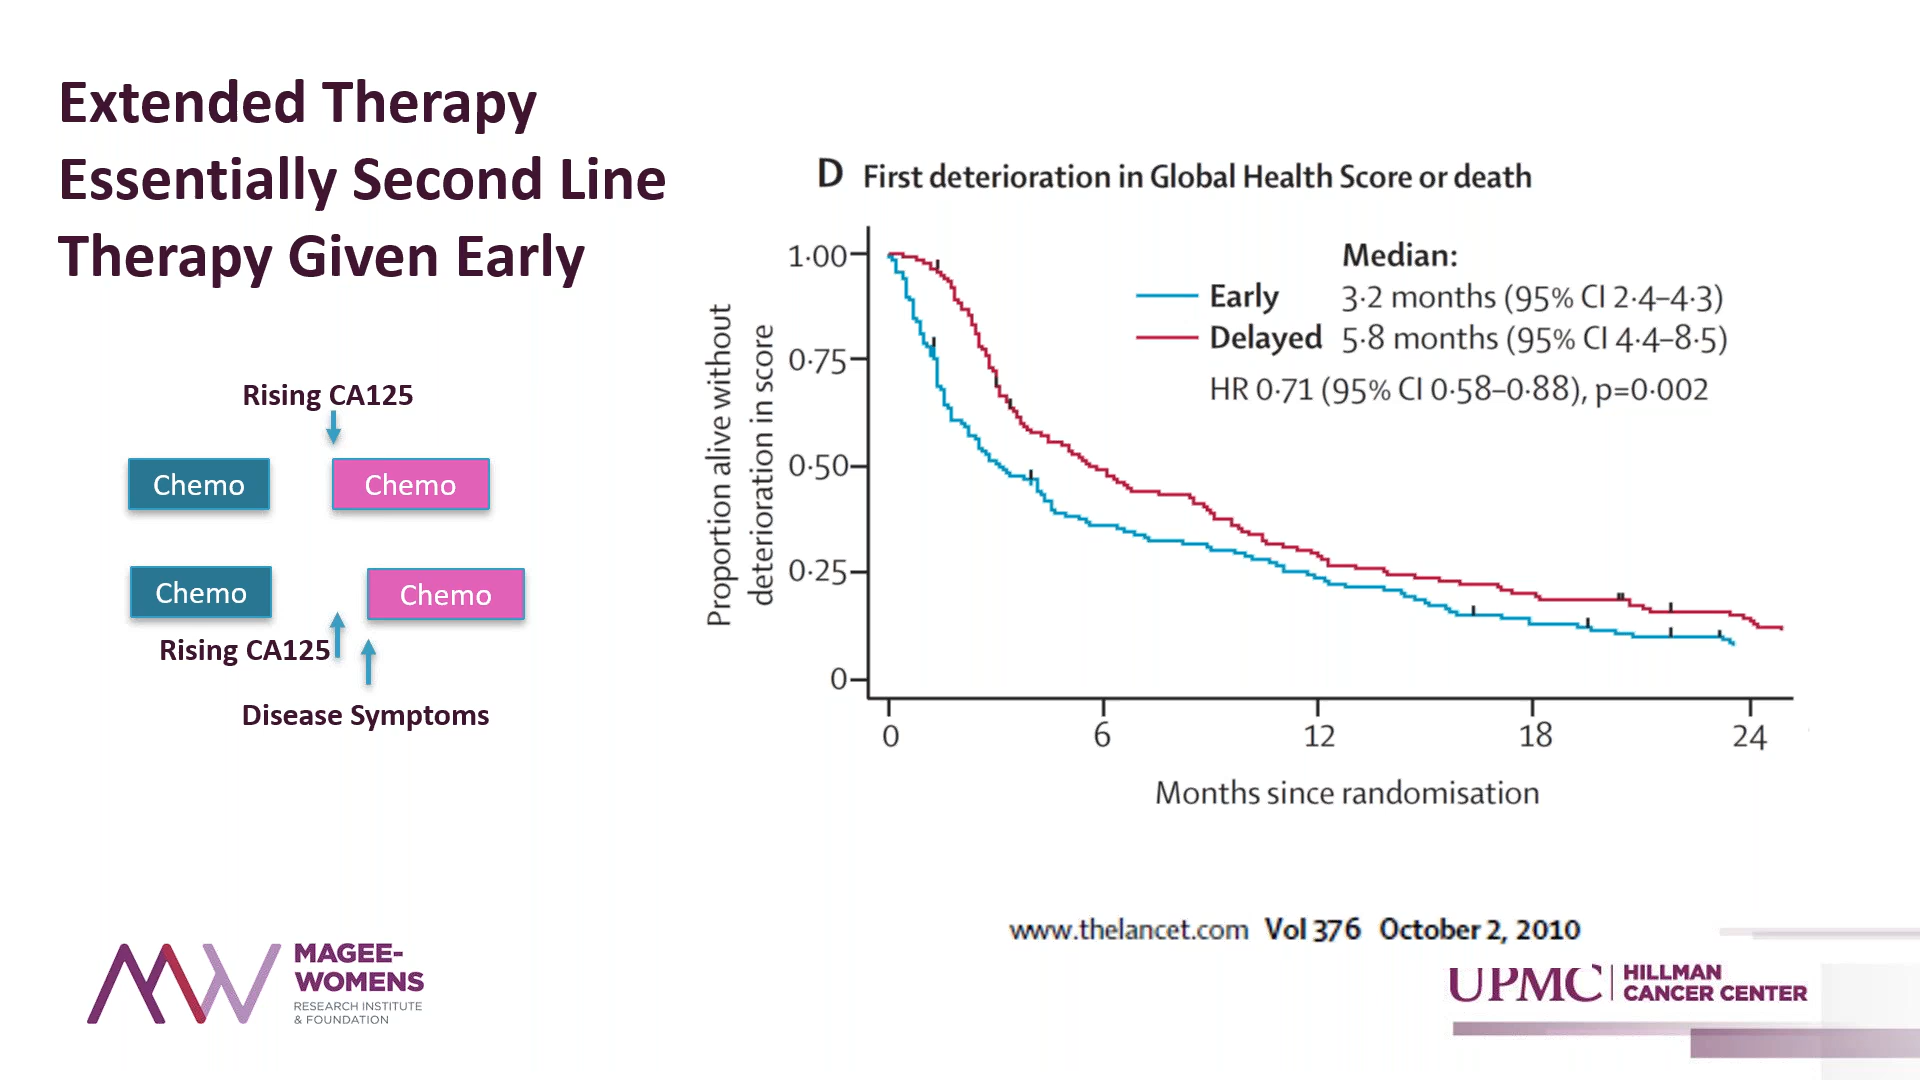 Extended Therapy
Essentially Second Line
Therapy Given Early
Rising CA125
Chemo
Chemo
Chemo
Chemo
Rising CA125
Disease Symptoms
D First deterioration in Global Health Score or death
Median:
Early 3·2 months (95% CI 2·4–4·3)
Delayed 5·8 months (95% CI 4·4–8·5)
HR 0·71 (95% CI 0·58–0·88), p=0·002
Proportion alive without
deterioration in score
1·00
0·75
0·50
0·25
0
0 6 12 18 24
Months since randomisation
www.thelancet.com Vol 376 October 2, 2010
MAGEE-
WOMENS
RESEARCH INSTITUTE
& FOUNDATION
UPMC
HILLMAN
CANCER CENTER